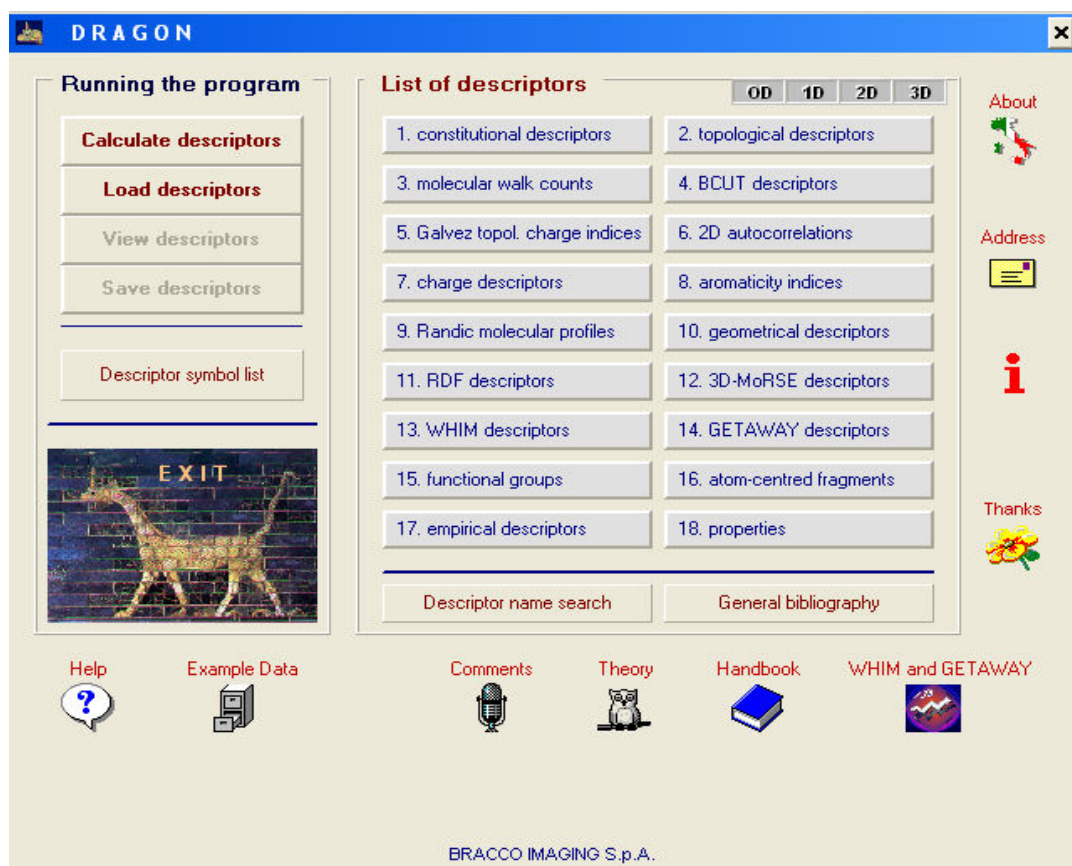 DRAGON
Running the program
Calculate descriptors
Load descriptors
View descriptors
Save descriptors
Descriptor symbol list
EXIT
List of descriptors
0D 1D 2D 3D
1. constitutional descriptors
2. topological descriptors
3. molecular walk counts
4. BCUT descriptors
5. Galvez topol. charge indices
6. 2D autocorrelations
7. charge descriptors
8. aromaticity indices
9. Randic molecular profiles
10. geometrical descriptors
11. RDF descriptors
12. 3D-MoRSE descriptors
13. WHIM descriptors
14. GETAWAY descriptors
15. functional groups
16. atom-centred fragments
17. empirical descriptors
18. properties
Descriptor name search
General bibliography
About
Address
Thanks
Help
Example Data
Comments
Theory
Handbook
WHIM and GETAWAY
BRACCO IMAGING S.p.A.